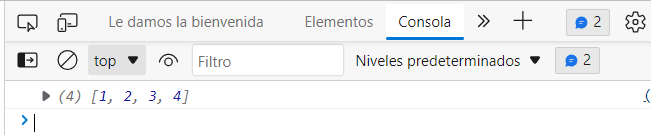 Le damos la bienvenida Elementos Consola 2
top Filtro Niveles predeterminados 2
(4) [1, 2, 3, 4]